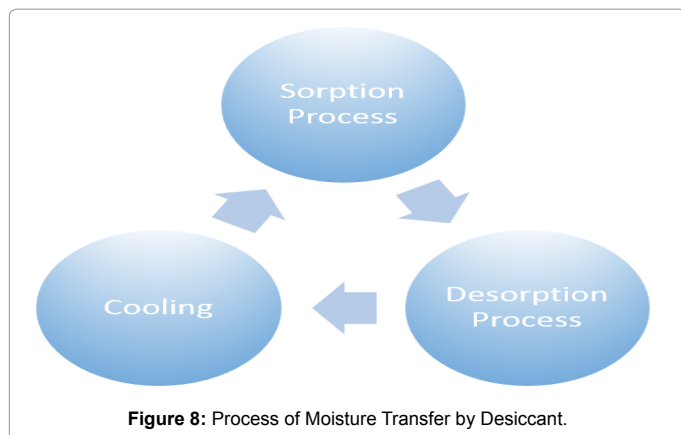 Sorption
Process
Cooling
Desorption
Process
Figure 8: Process of Moisture Transfer by Desiccant.